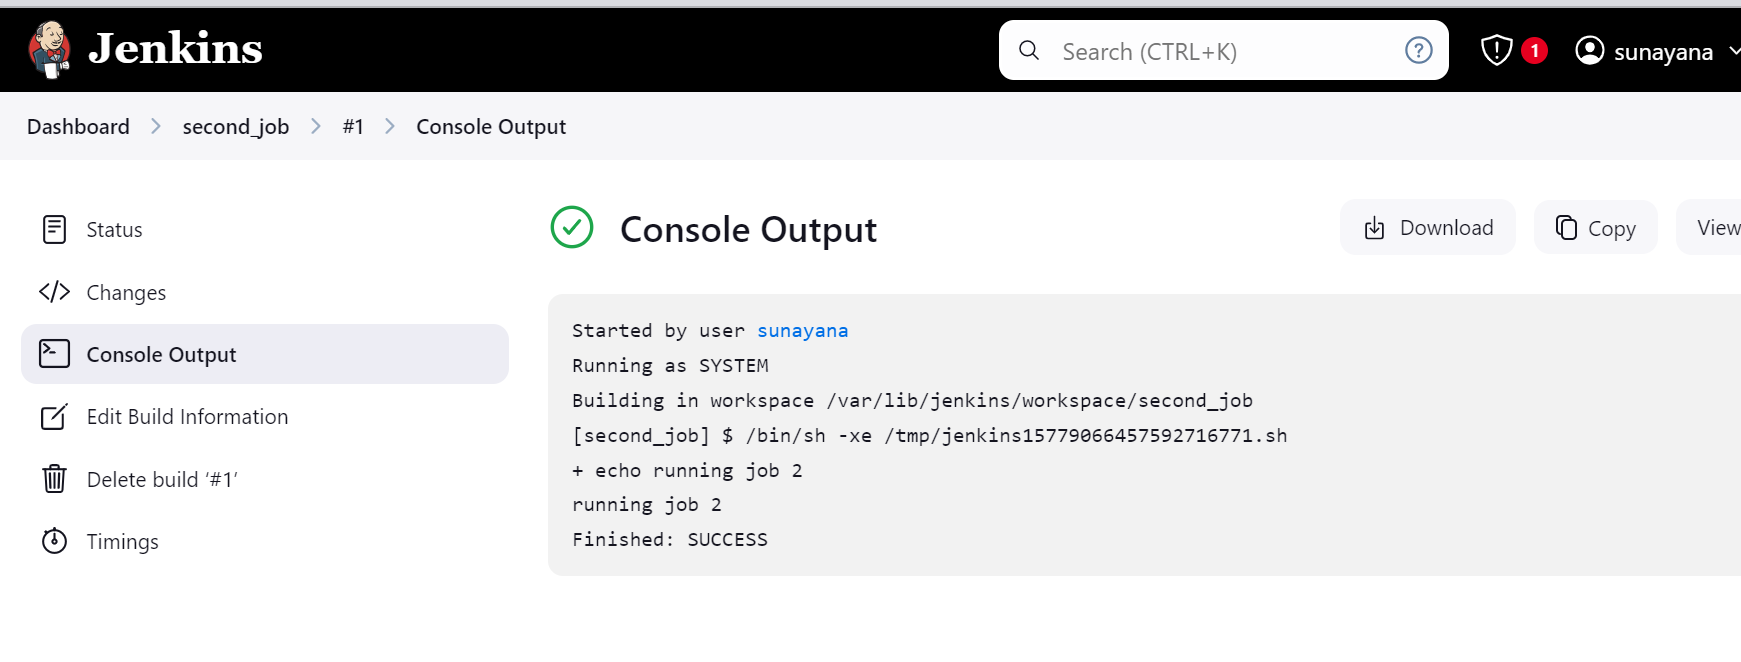 Jenkins
Search (CTRL+K)
?
1
sunayana
Dashboard > second_job > #1 > Console Output
Status
Changes
Console Output
Edit Build Information
Delete build ‘#1’
Timings
Console Output
Download
Copy
View
Started by user sunayana
Running as SYSTEM
Building in workspace /var/lib/jenkins/workspace/second_job
[second_job] $ /bin/sh -xe /tmp/jenkins15779066457592716771.sh
+ echo running job 2
running job 2
Finished: SUCCESS